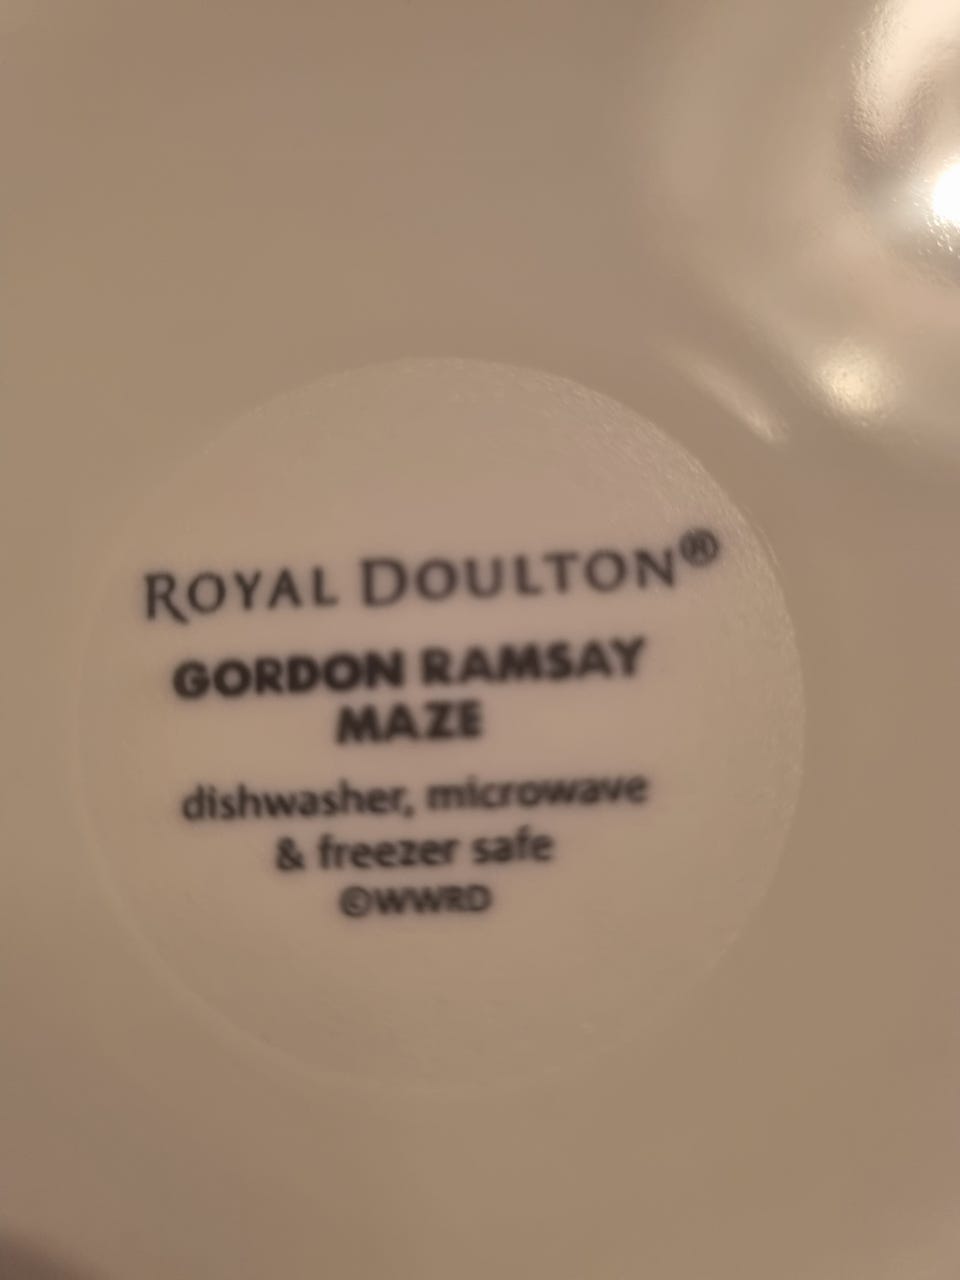 ROYAL DOULTON®
GORDON RAMSAY
MAZE
dishwasher, microwave
& freezer safe
©WWRD